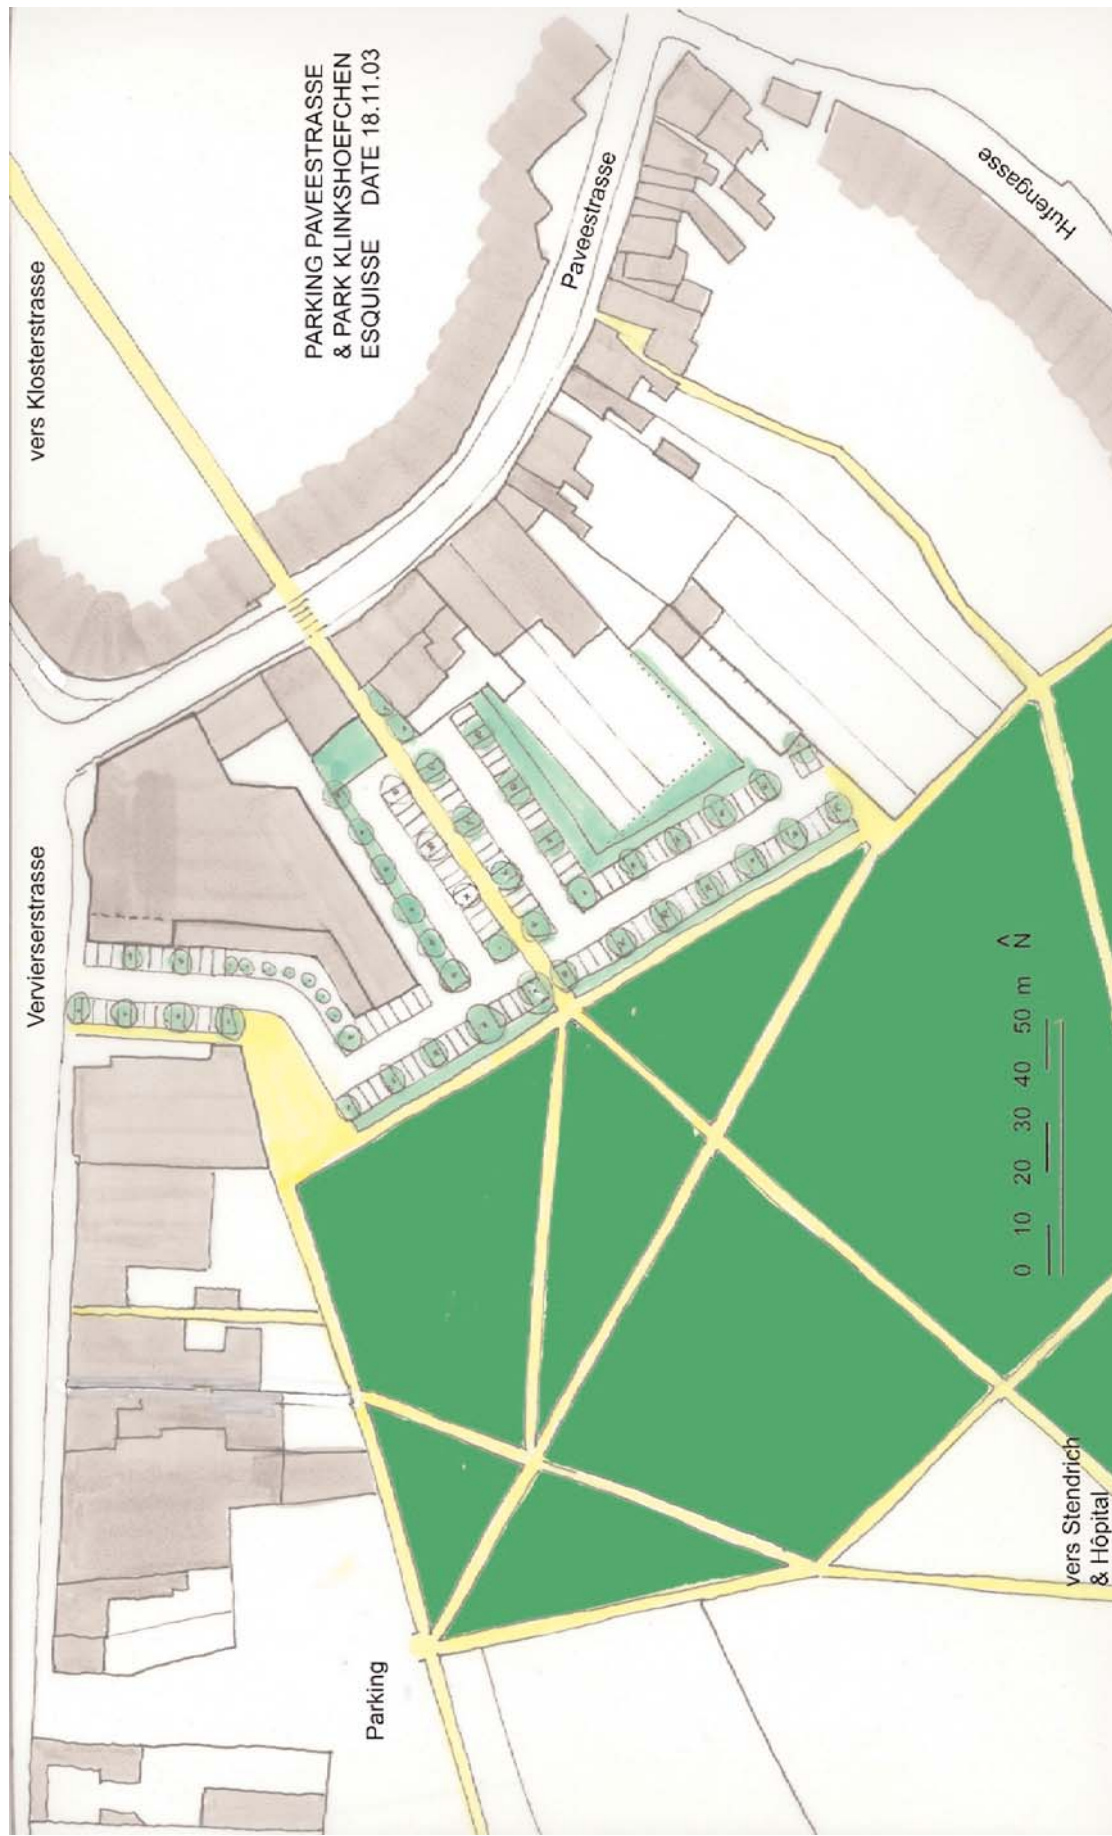 PARKING PAVEESTRASSE
& PARK KLINKSHOEFCHEN
ESQUISSE DATE 18.11.03
vers Klosterstrasse
Paveestrasse
Hufengasse
Vervierserstrasse
0 10 20 30 40 50 m N̂
Parking
vers Stendrich
& Hôpital